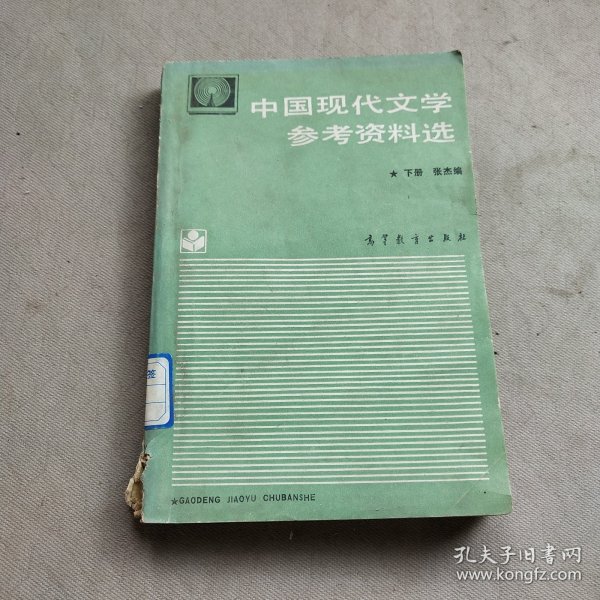 中国现代文学
参考资料选
★ 下册 张杰编
高等教育出版社
签
★GAODENG JIAOYU CHUBANSHE
孔夫子旧书网
www.kongfz.com